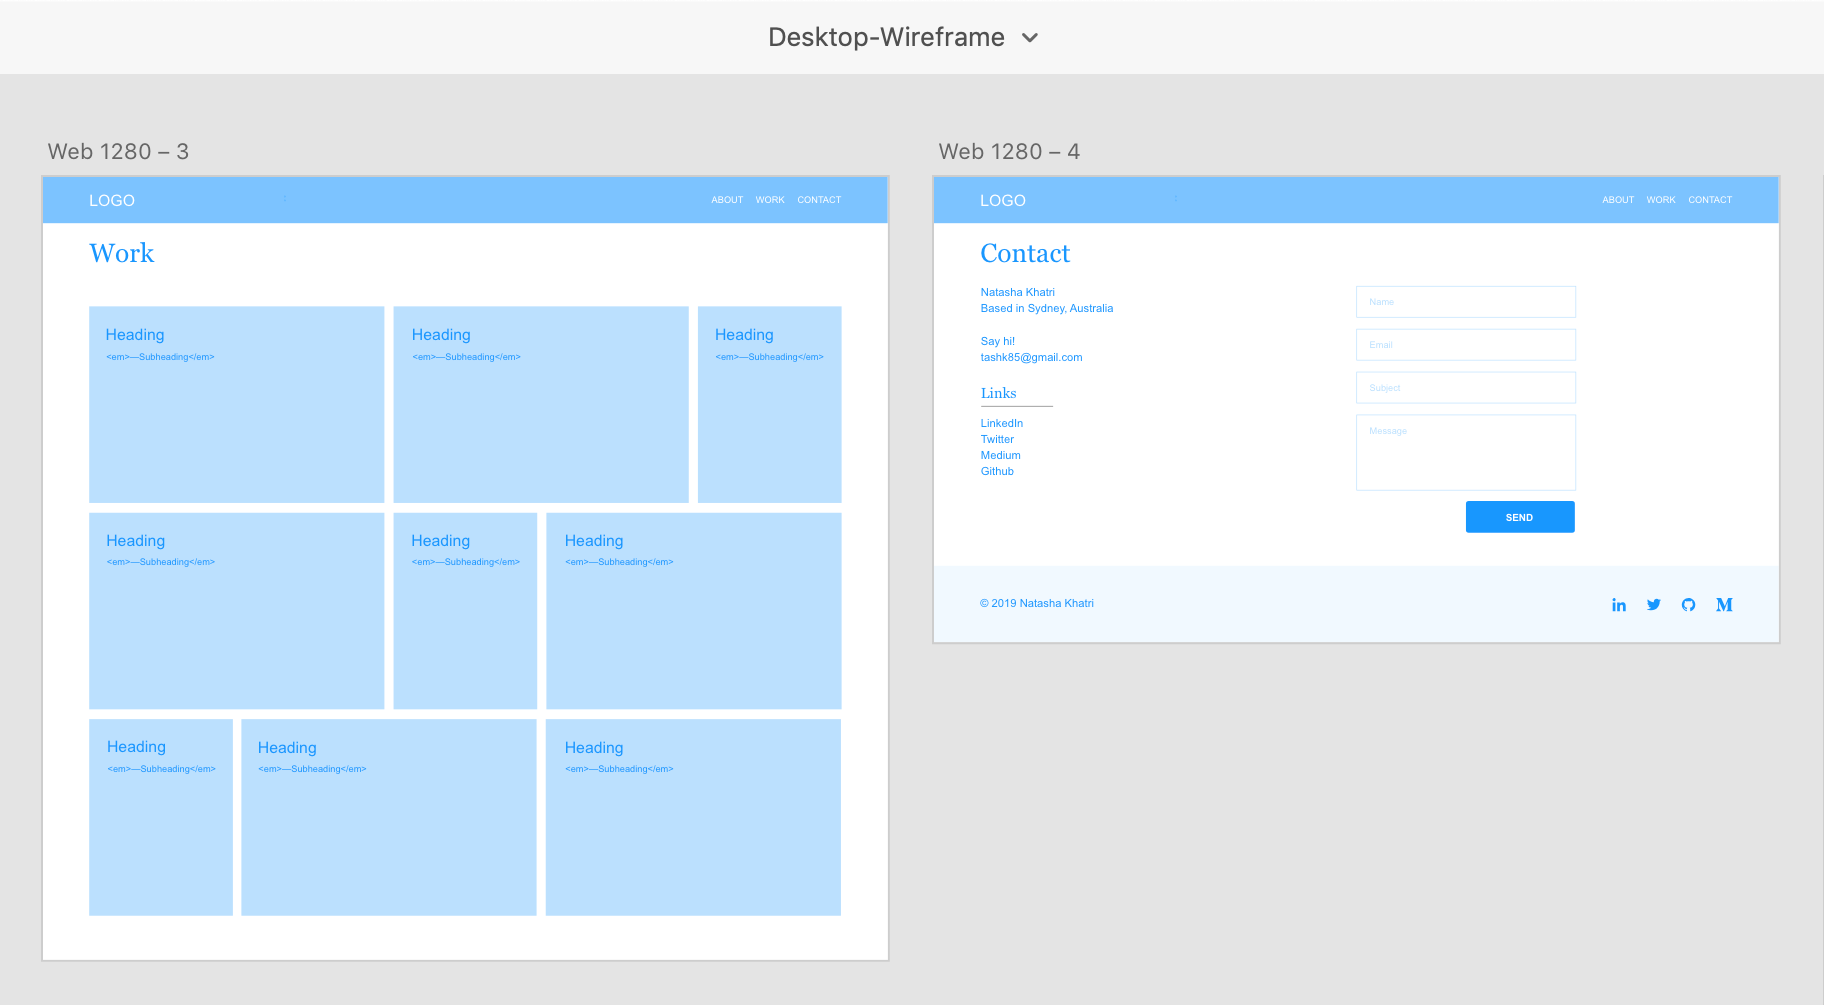 Desktop-Wireframe
Web 1280 – 3
LOGO
ABOUT WORK CONTACT
Work
Heading
<em>—Subheading</em>
Heading
<em>—Subheading</em>
Heading
<em>—Subheading</em>
Heading
<em>—Subheading</em>
Heading
<em>—Subheading</em>
Heading
<em>—Subheading</em>
Heading
<em>—Subheading</em>
Heading
<em>—Subheading</em>
Heading
<em>—Subheading</em>
Web 1280 – 4
LOGO
ABOUT WORK CONTACT
Contact
Natasha Khatri
Based in Sydney, Australia
Say hi!
tashk85@gmail.com
Links
LinkedIn
Twitter
Medium
Github
Name
Email
Subject
Message
SEND
© 2019 Natasha Khatri
in
M